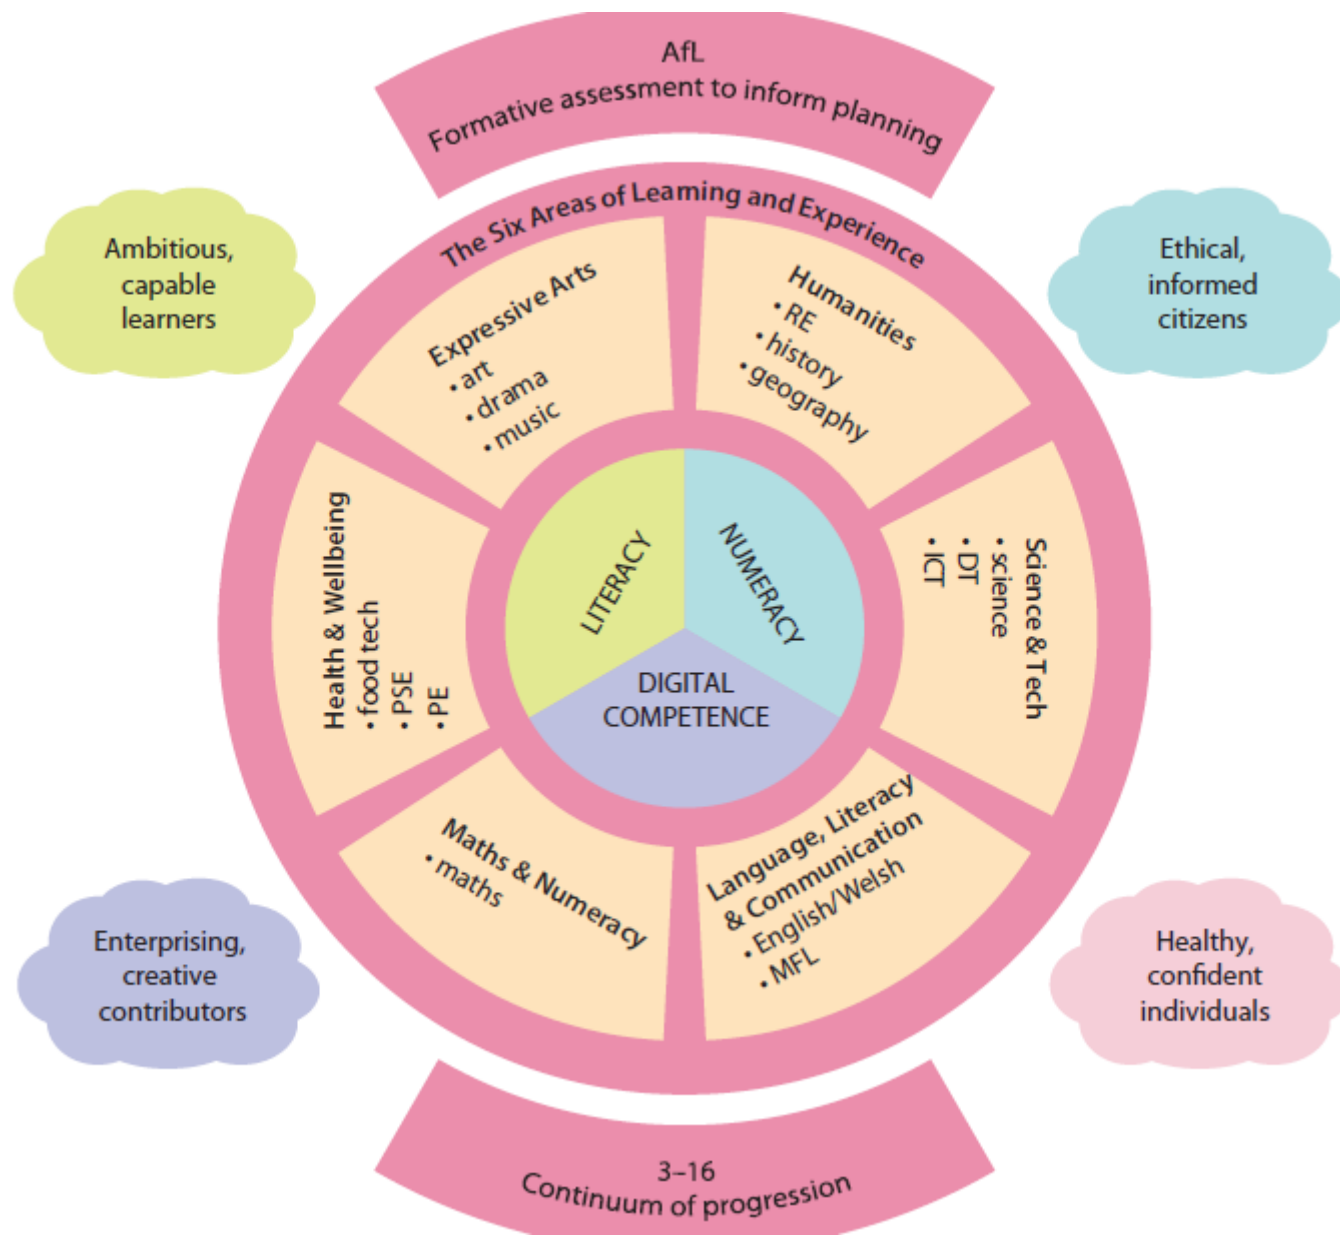 AfL
Formative assessment to inform planning
The Six Areas of Learning and Experience
Ambitious,
capable
learners
Ethical,
informed
citizens
Expressive Arts
• art
• drama
• music
Humanities
• RE
• history
• geography
Health & Wellbeing
• food tech
• PSE
• PE
LITERACY
NUMERACY
DIGITAL
COMPETENCE
Science & Tech
• science
• DT
• ICT
Maths & Numeracy
• maths
Language, Literacy
& Communication
• English/Welsh
• MFL
Enterprising,
creative
contributors
Healthy,
confident
individuals
3–16
Continuum of progression